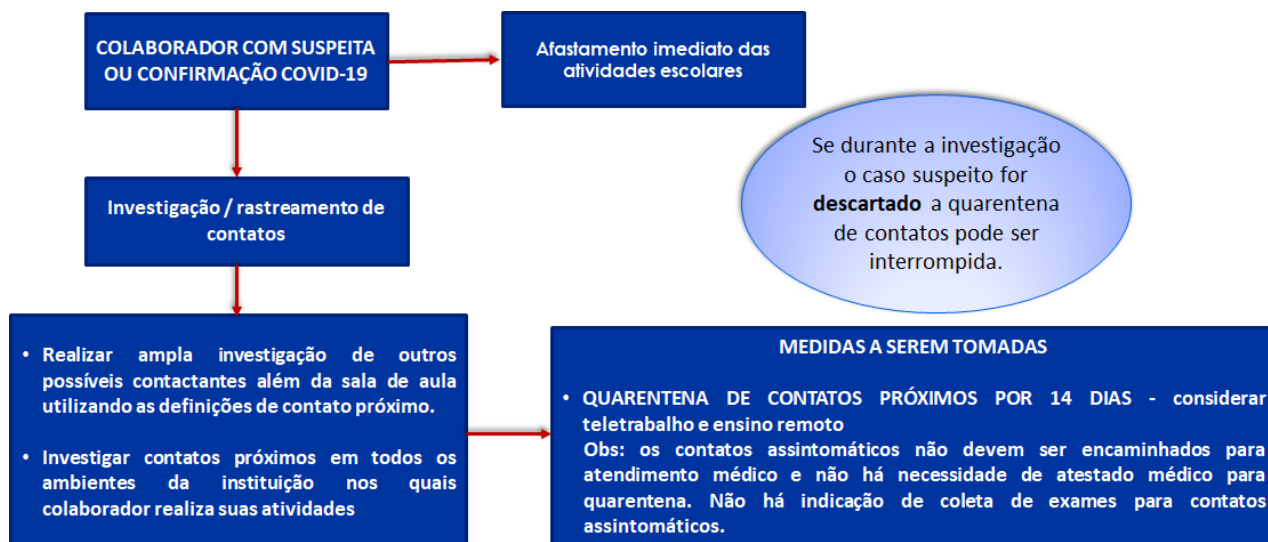 COLABORADOR COM SUSPEITA
OU CONFIRMAÇÃO COVID-19
Afastamento imediato das
atividades escolares
Se durante a investigação
o caso suspeito for
descartado a quarentena
de contatos pode ser
interrompida.
Investigação / rastreamento de
contatos
• Realizar ampla investigação de outros
possíveis contactantes além da sala de aula
utilizando as definições de contato próximo.
• Investigar contatos próximos em todos os
ambientes da instituição nos quais
colaborador realiza suas atividades
MEDIDAS A SEREM TOMADAS
• QUARENTENA DE CONTATOS PRÓXIMOS POR 14 DIAS - considerar
teletrabalho e ensino remoto
Obs: os contatos assintomáticos não devem ser encaminhados para
atendimento médico e não há necessidade de atestado médico para
quarentena. Não há indicação de coleta de exames para contatos
assintomáticos.